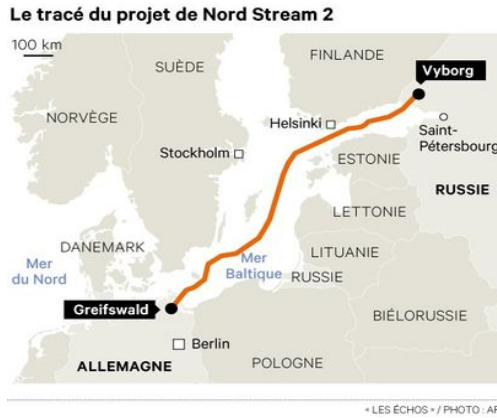 Le tracé du projet de Nord Stream 2
100 km
FINLANDE
SUÈDE
Vyborg
NORVÈGE
Helsinki
Saint-
Pétersbourg
Stockholm
ESTONIE
RUSSIE
LETTONIE
DANEMARK
Mer
du Nord
Mer
Baltique
LITUANIE
RUSSIE
Greifswald
BIÉLORUSSIE
Berlin
ALLEMAGNE
POLOGNE
« LES ÉCHOS » / PHOTO : AF